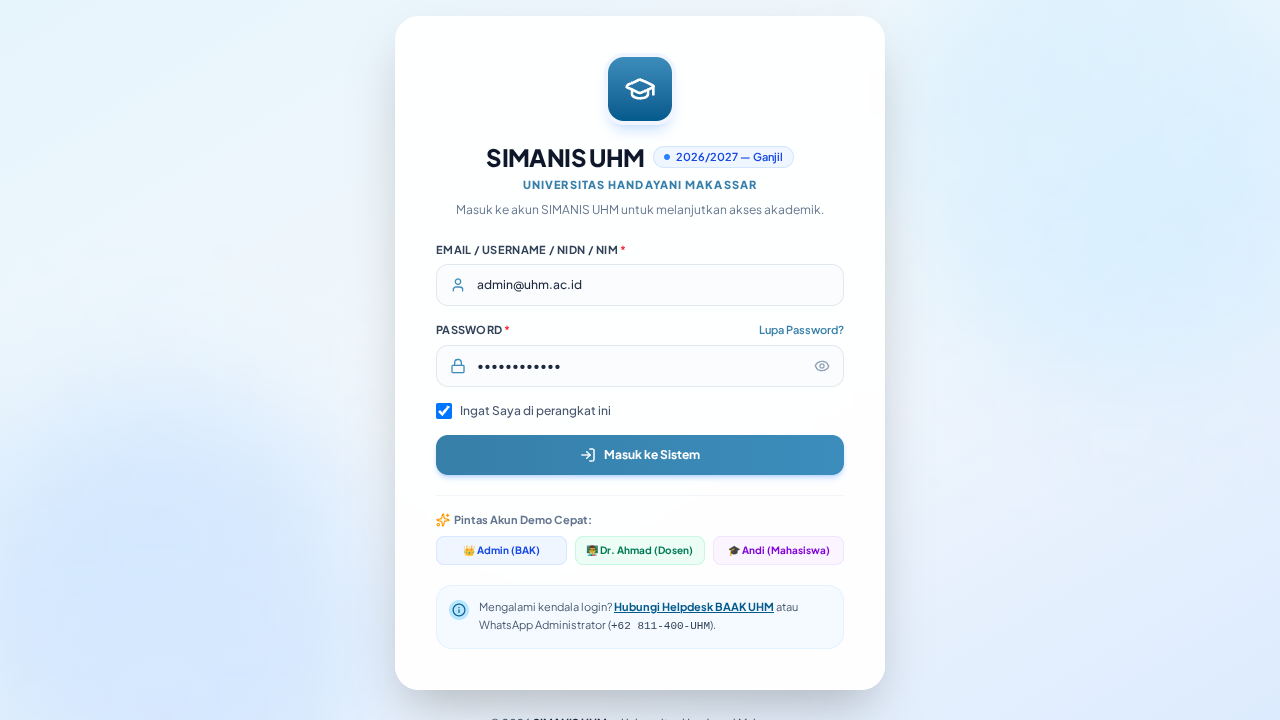 SIMANIS UHM 2026/2027 — Ganjil
UNIVERSITAS HANDAYANI MAKASSAR
Masuk ke akun SIMANIS UHM untuk melanjutkan akses akademik.
EMAIL / USERNAME / NIDN / NIM *
admin@uhm.ac.id
PASSWORD * Lupa Password?
••••••••••••
Ingat Saya di perangkat ini
Masuk ke Sistem
Pintas Akun Demo Cepat:
👑 Admin (BAK) 👨‍🏫 Dr. Ahmad (Dosen) 🎓 Andi (Mahasiswa)
Mengalami kendala login? Hubungi Helpdesk BAAK UHM atau
WhatsApp Administrator (+62 811-400-UHM).